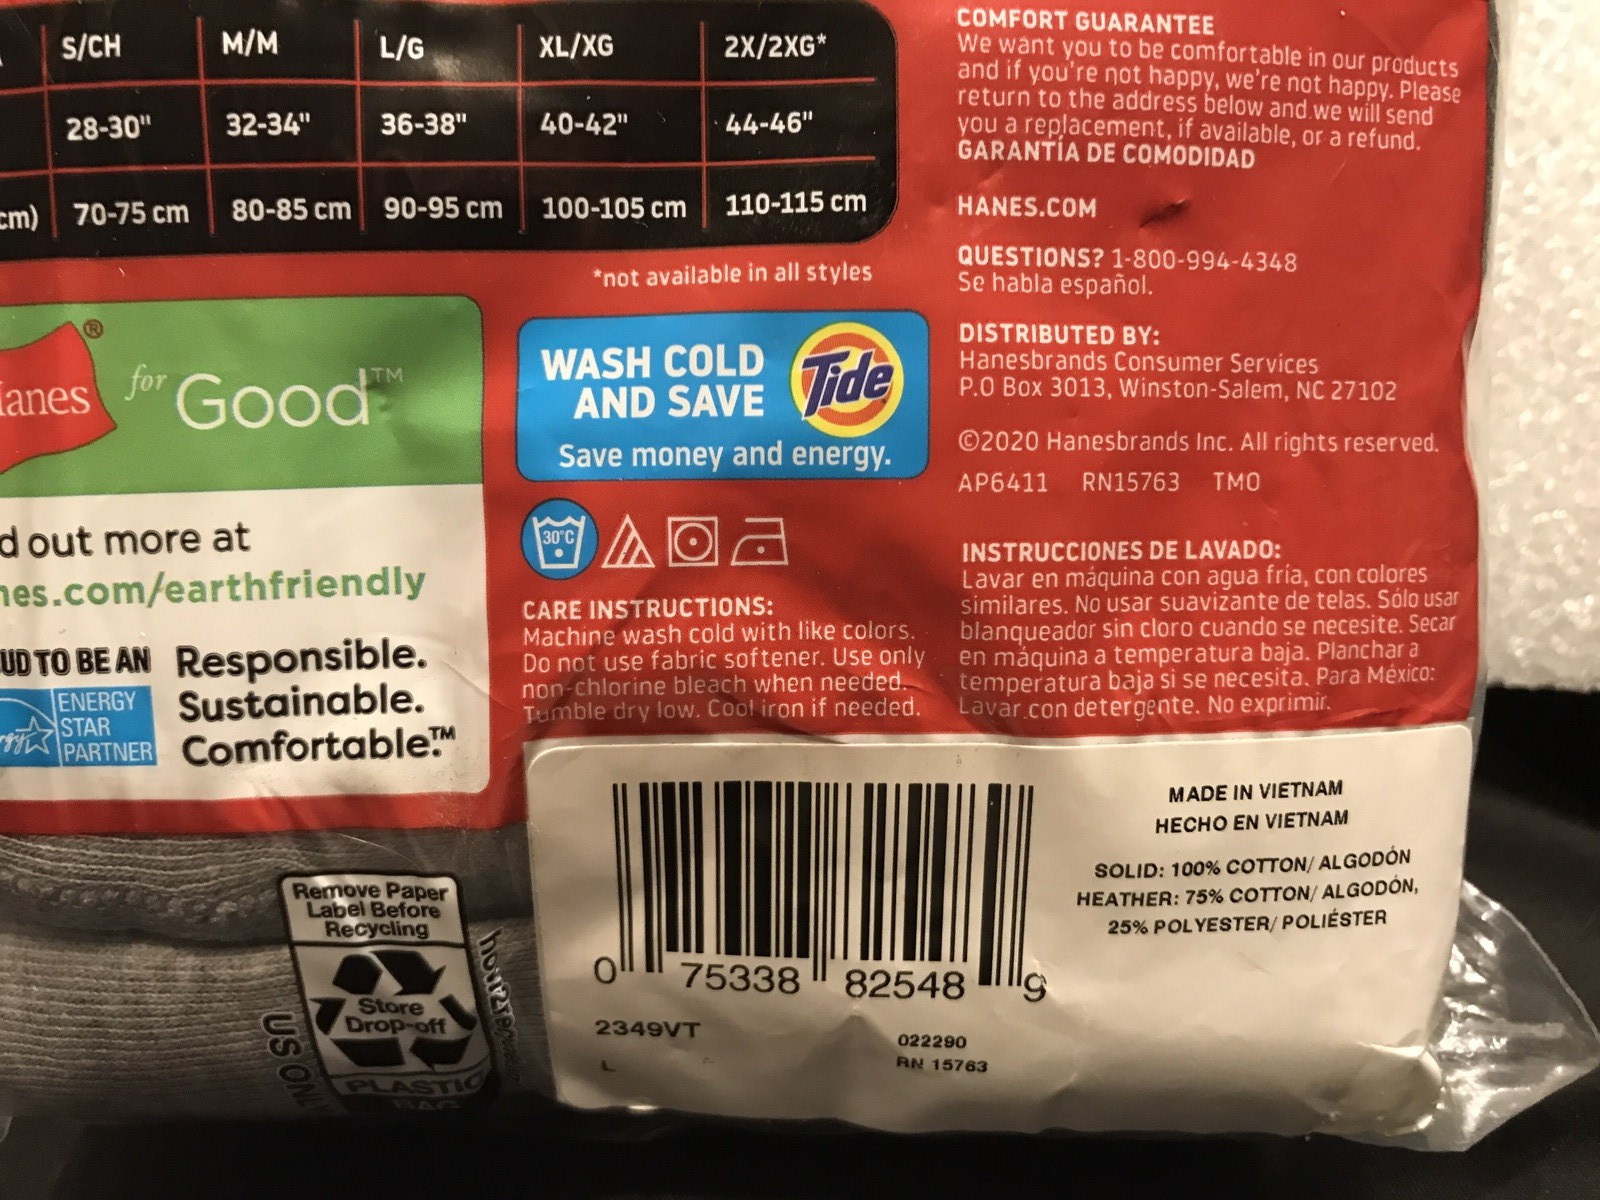 S/CH M/M L/G XL/XG 2X/2XG*
28-30" 32-34" 36-38" 40-42" 44-46"
cm) 70-75 cm 80-85 cm 90-95 cm 100-105 cm 110-115 cm
*not available in all styles
anes® for Good™
d out more at
nes.com/earthfriendly
UD TO BE AN
ENERGY
STAR
PARTNER
Responsible.
Sustainable.
Comfortable.™
WASH COLD
AND SAVE
Tide
Save money and energy.
30°C
CARE INSTRUCTIONS:
Machine wash cold with like colors.
Do not use fabric softener. Use only
non-chlorine bleach when needed.
Tumble dry low. Cool iron if needed.
COMFORT GUARANTEE
We want you to be comfortable in our products
and if you're not happy, we're not happy. Please
return to the address below and we will send
you a replacement, if available, or a refund.
GARANTÍA DE COMODIDAD
HANES.COM
QUESTIONS? 1-800-994-4348
Se habla español.
DISTRIBUTED BY:
Hanesbrands Consumer Services
P.O Box 3013, Winston-Salem, NC 27102
©2020 Hanesbrands Inc. All rights reserved.
AP6411 RN15763 TMO
INSTRUCCIONES DE LAVADO:
Lavar en máquina con agua fría, con colores
similares. No usar suavizante de telas. Sólo usar
blanqueador sin cloro cuando se necesite. Secar
en máquina a temperatura baja. Planchar a
temperatura baja si se necesita. Para México:
Lavar con detergente. No exprimir.
Remove Paper
Label Before
Recycling
Store
Drop-off
PLASTIC
BAG
US ONLY
how2recycle
0 75338 82548 9
2349VT
L
022290
RN 15763
MADE IN VIETNAM
HECHO EN VIETNAM
SOLID: 100% COTTON/ ALGODÓN
HEATHER: 75% COTTON/ ALGODÓN,
25% POLYESTER/ POLIÉSTER